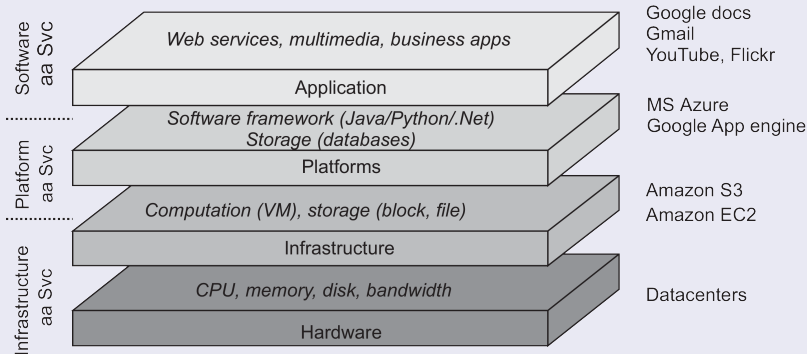 Software
aa Svc
Web services, multimedia, business apps
Application
Google docs
Gmail
YouTube, Flickr
Platform
aa Svc
Software framework (Java/Python/.Net)
Storage (databases)
Platforms
MS Azure
Google App engine
Infrastructure
aa Svc
Computation (VM), storage (block, file)
Infrastructure
Amazon S3
Amazon EC2
CPU, memory, disk, bandwidth
Hardware
Datacenters